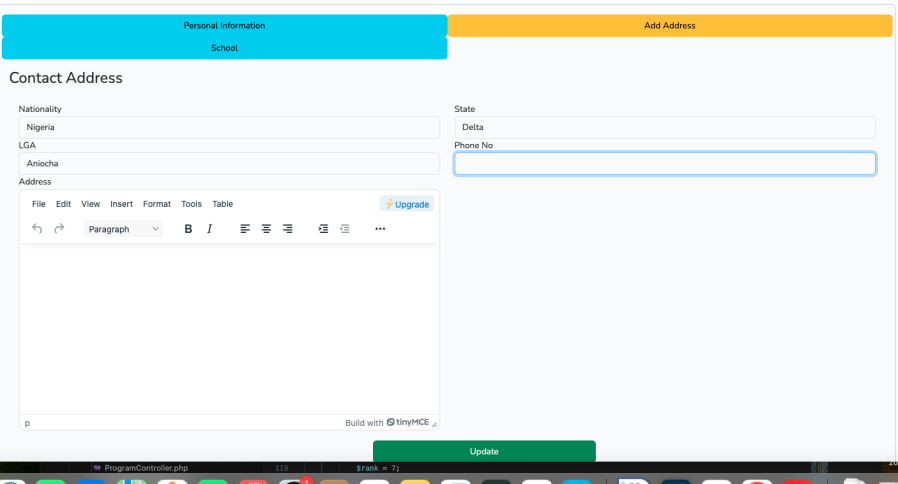 Personal Information
Add Address
School
Contact Address
Nationality
State
Nigeria
Delta
LGA
Phone No
Aniocha
Address
File Edit View Insert Format Tools Table
⚡Upgrade
Paragraph
B I
p
Build with tinyMCE
Update
ProgramController.php
119
$rank = 7;
1